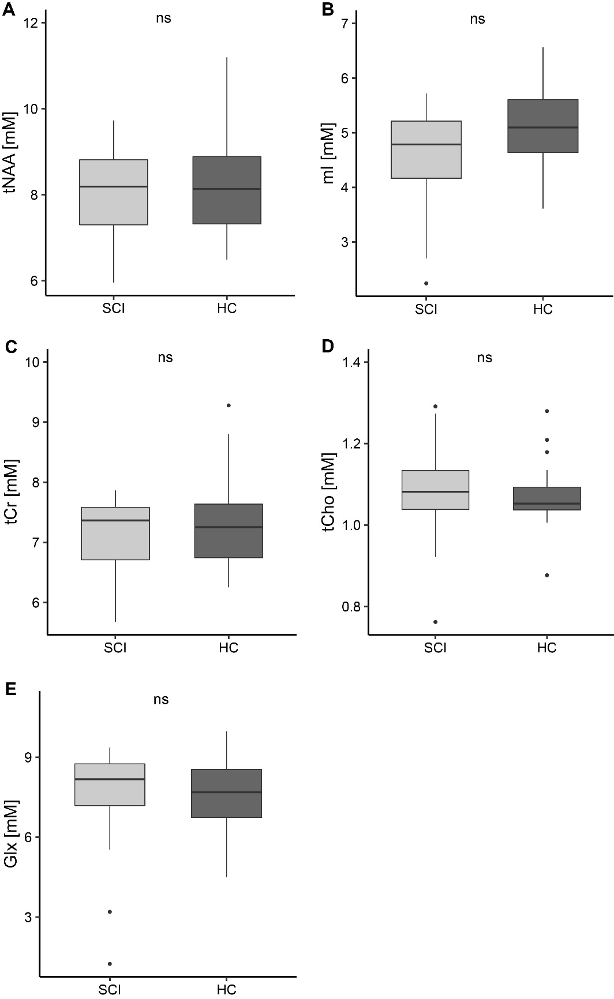 A
ns
12
10
8
6
tNAA [mM]
SCI
HC
B
ns
7
6
5
4
3
mI [mM]
SCI
HC
C
ns
10
9
8
7
6
tCr [mM]
SCI
HC
D
ns
1.4
1.2
1.0
0.8
tCho [mM]
SCI
HC
E
ns
9
6
3
Glx [mM]
SCI
HC